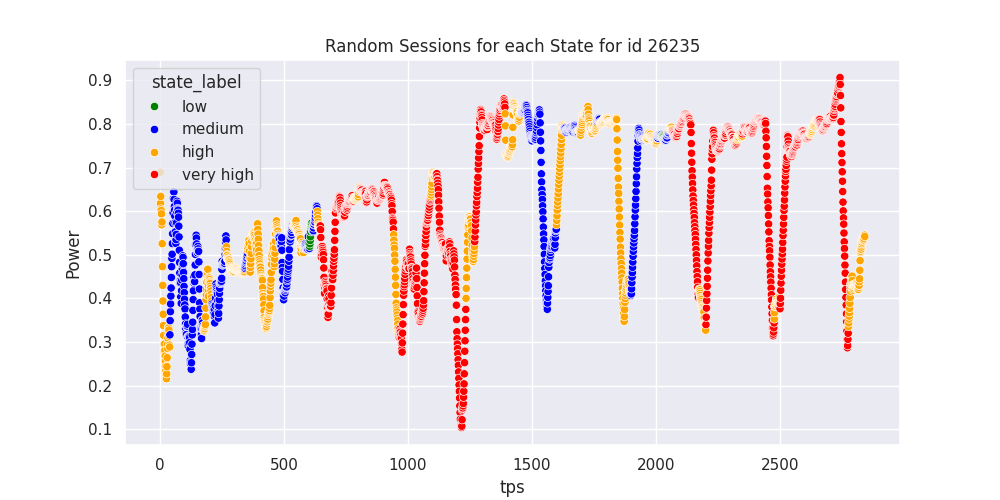 Random Sessions for each State for id 26235
state_label
low
medium
high
very high
Power
0.9
0.8
0.7
0.6
0.5
0.4
0.3
0.2
0.1
0 500 1000 1500 2000 2500
tps